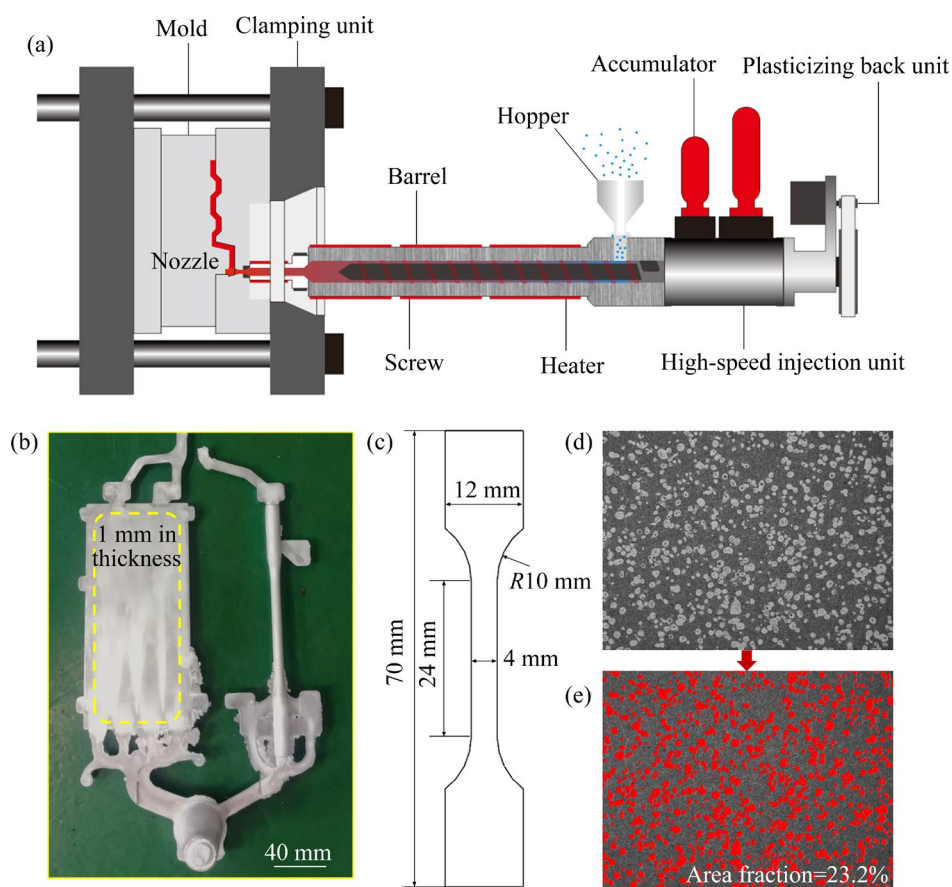 (a)
Mold
Clamping unit
Accumulator
Plasticizing back unit
Hopper
Barrel
Nozzle
Screw
Heater
High-speed injection unit
(b)
1 mm in
thickness
40 mm
(c)
12 mm
R10 mm
70 mm
24 mm
4 mm
(d)
(e)
Area fraction=23.2%